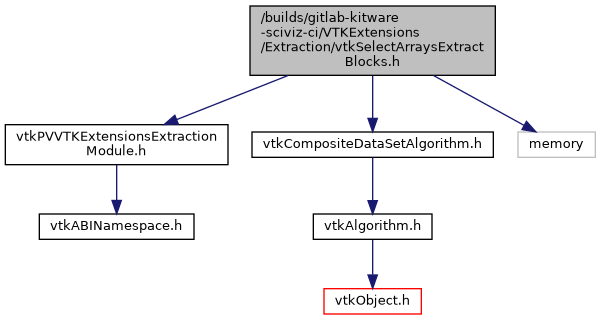 /builds/gitlab-kitware
-sciviz-ci/VTKExtensions
/Extraction/vtkSelectArraysExtract
Blocks.h
vtkPVVTKExtensionsExtraction
Module.h
vtkCompositeDataSetAlgorithm.h
memory
vtkABINamespace.h
vtkAlgorithm.h
vtkObject.h